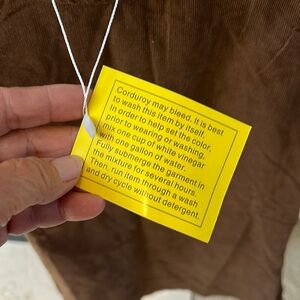 Corduroy may bleed. It is best
to wash this item by itself.
In order to help set the color,
prior to wearing or washing,
mix one cup of white vinegar
with one gallon of water.
Fully submerge the garment in
the mixture for several hours.
Then, run item through a wash
and dry cycle without detergent.